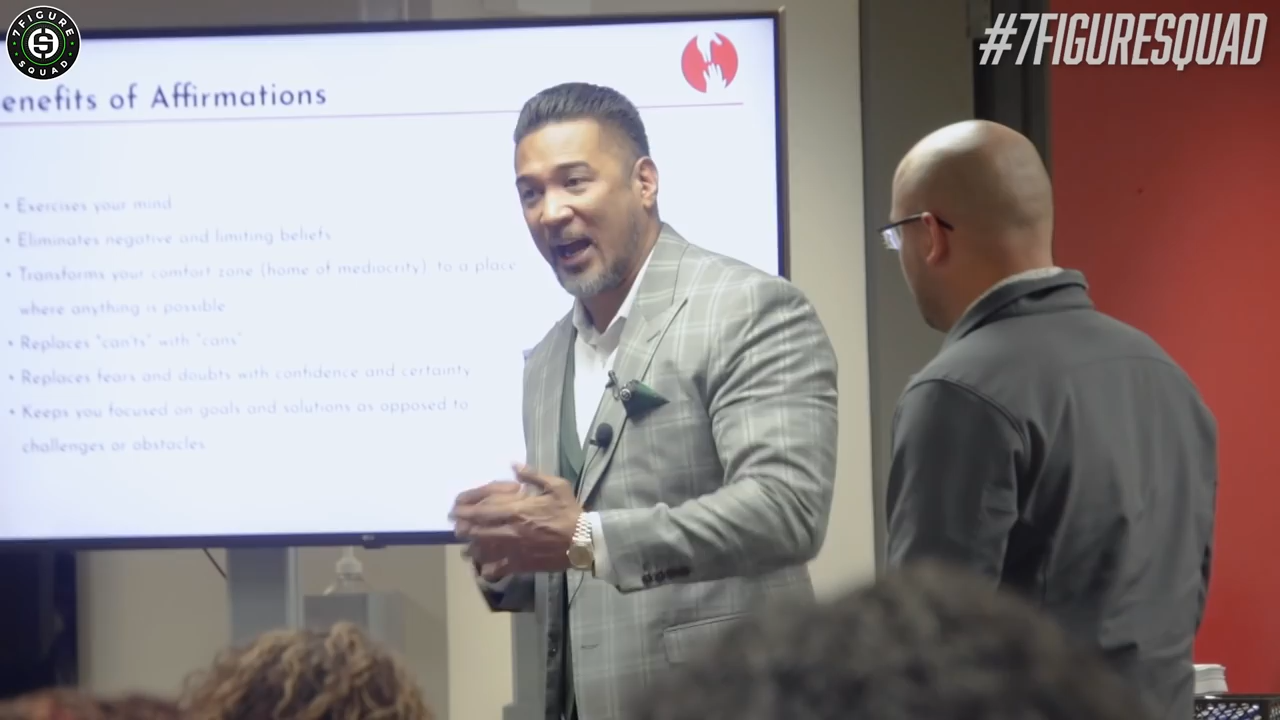 7FIGURE
SQUAD
#7FIGURESQUAD
enefits of Affirmations
• Exercises your mind
• Eliminates negative and limiting beliefs
• Transforms your comfort zone (home of mediocrity) to a place
where anything is possible
• Replaces "can'ts" with "cans"
• Replaces fears and doubts with confidence and certainty
• Keeps you focused on goals and solutions as opposed to
challenges or obstacles